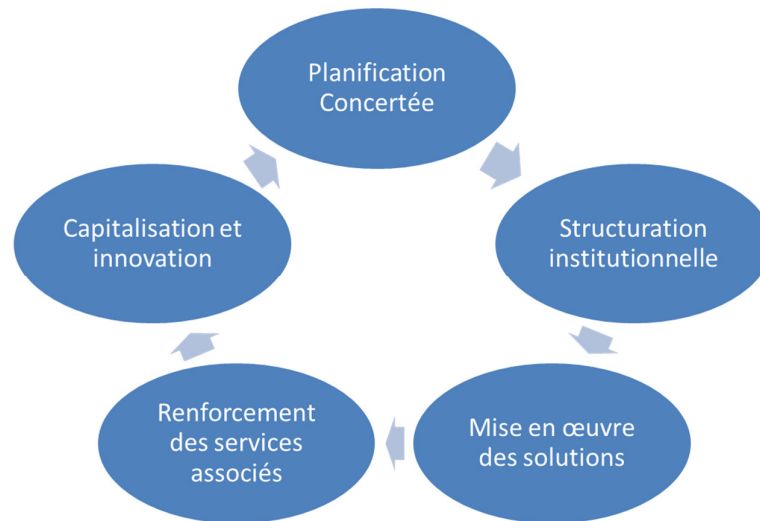 Planification
Concertée
Capitalisation et
innovation
Structuration
institutionnelle
Renforcement
des services
associés
Mise en œuvre
des solutions